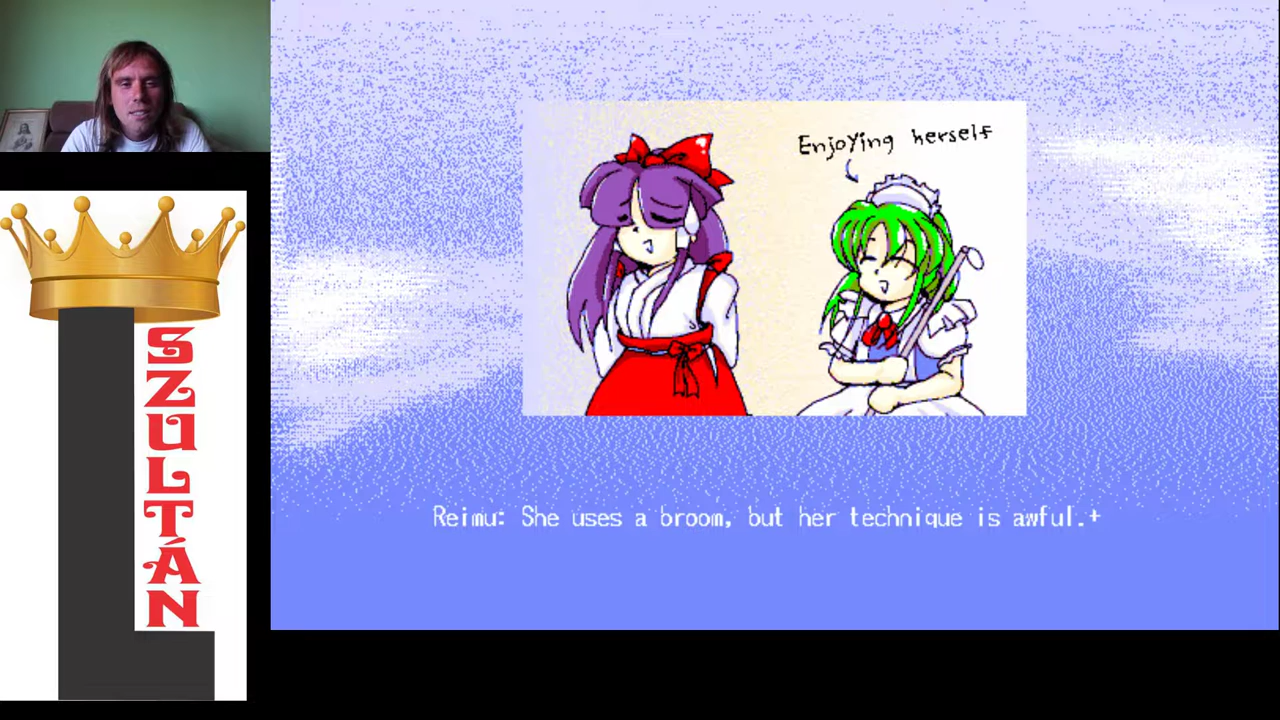 SZULTÁN
Enjoying herself
Reimu: She uses a broom, but her technique is awful.+